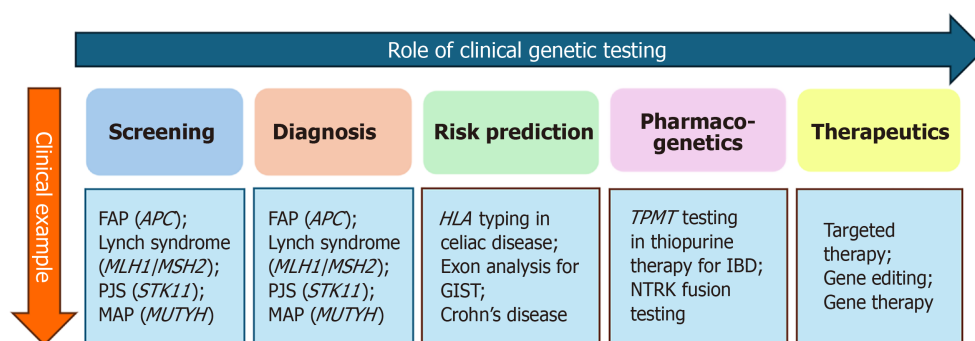 Role of clinical genetic testing
Clinical example
Screening
Diagnosis
Risk prediction
Pharmaco-
genetics
Therapeutics
FAP (APC);
Lynch syndrome
(MLH1/MSH2);
PJS (STK11);
MAP (MUTYH)
FAP (APC);
Lynch syndrome
(MLH1/MSH2);
PJS (STK11);
MAP (MUTYH)
HLA typing in
celiac disease;
Exon analysis for
GIST;
Crohn’s disease
TPMT testing
in thiopurine
therapy for IBD;
NTRK fusion
testing
Targeted
therapy;
Gene editing;
Gene therapy